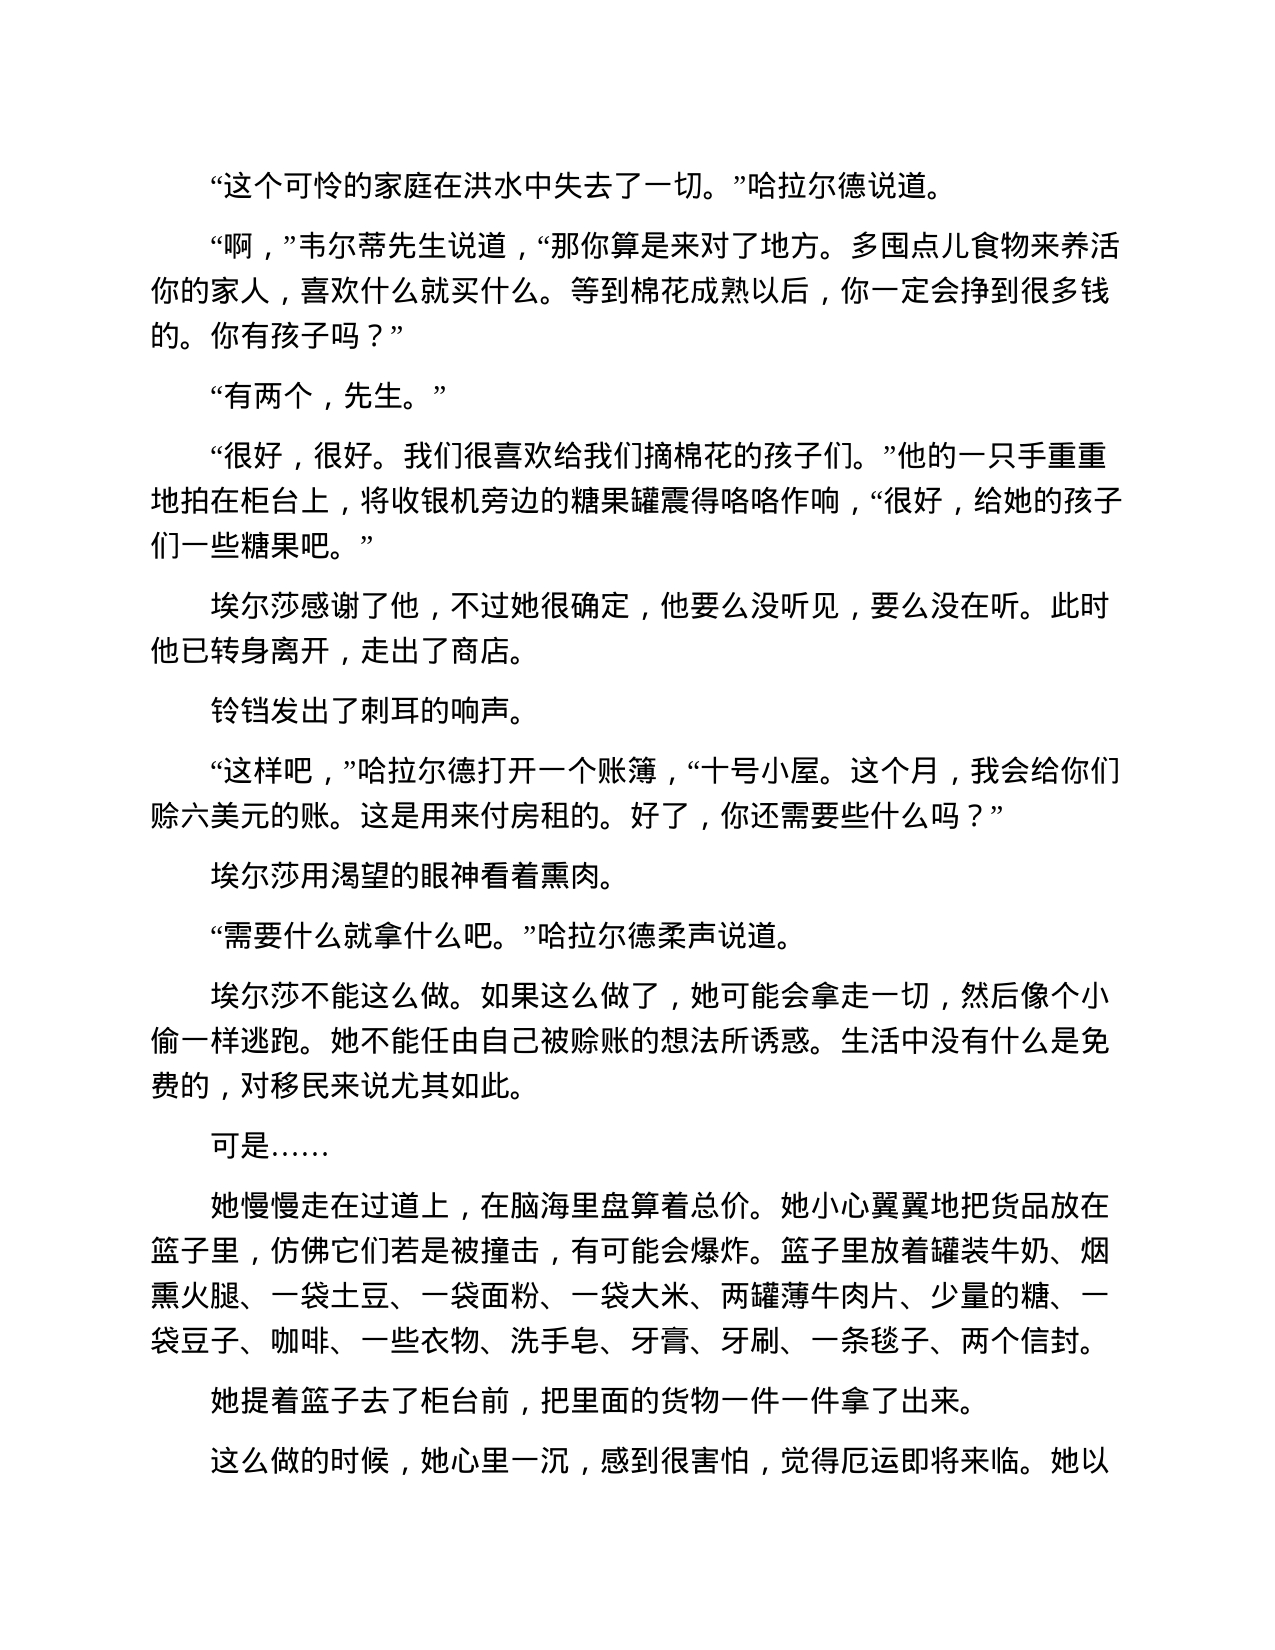 “这个可怜的家庭在洪水中失去了一切。”哈拉尔德说道。
“啊，”韦尔蒂先生说道，“那你算是来对了地方。多囤点儿食物来养活
你的家人，喜欢什么就买什么。等到棉花成熟以后，你一定会挣到很多钱
的。你有孩子吗？”
“有两个，先生。”
“很好，很好。我们很喜欢给我们摘棉花的孩子们。”他的一只手重重
地拍在柜台上，将收银机旁边的糖果罐震得咯咯作响，“很好，给她的孩子
们一些糖果吧。”
埃尔莎感谢了他，不过她很确定，他要么没听见，要么没在听。此时
他已转身离开，走出了商店。
铃铛发出了刺耳的响声。
“这样吧，”哈拉尔德打开一个账簿，“十号小屋。这个月，我会给你们
赊六美元的账。这是用来付房租的。好了，你还需要些什么吗？”
埃尔莎用渴望的眼神看着熏肉。
“需要什么就拿什么吧。”哈拉尔德柔声说道。
埃尔莎不能这么做。如果这么做了，她可能会拿走一切，然后像个小
偷一样逃跑。她不能任由自己被赊账的想法所诱惑。生活中没有什么是免
费的，对移民来说尤其如此。
可是……
她慢慢走在过道上，在脑海里盘算着总价。她小心翼翼地把货品放在
篮子里，仿佛它们若是被撞击，有可能会爆炸。篮子里放着罐装牛奶、烟
熏火腿、一袋土豆、一袋面粉、一袋大米、两罐薄牛肉片、少量的糖、一
袋豆子、咖啡、一些衣物、洗手皂、牙膏、牙刷、一条毯子、两个信封。
她提着篮子去了柜台前，把里面的货物一件一件拿了出来。
这么做的时候，她心里一沉，感到很害怕，觉得厄运即将来临。她以